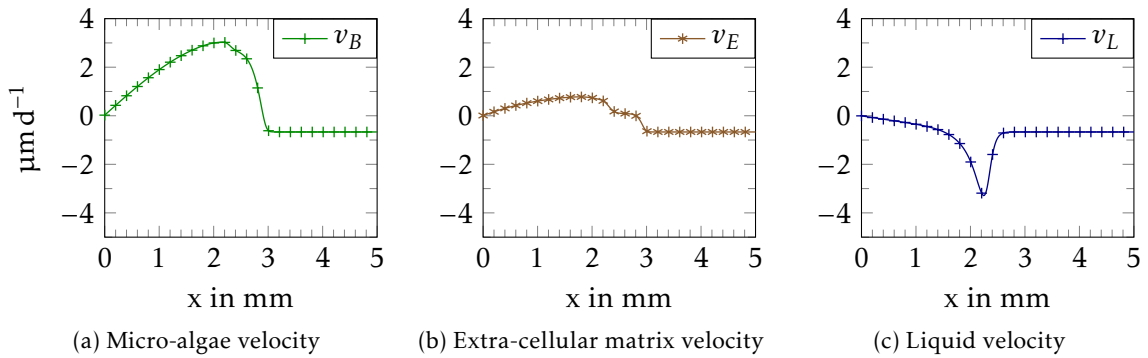 4
2
0
−2
−4
0 1 2 3 4 5
x in mm
µm d⁻¹
v_B
(a) Micro-algae velocity
4
2
0
−2
−4
0 1 2 3 4 5
x in mm
v_E
(b) Extra-cellular matrix velocity
4
2
0
−2
−4
0 1 2 3 4 5
x in mm
v_L
(c) Liquid velocity